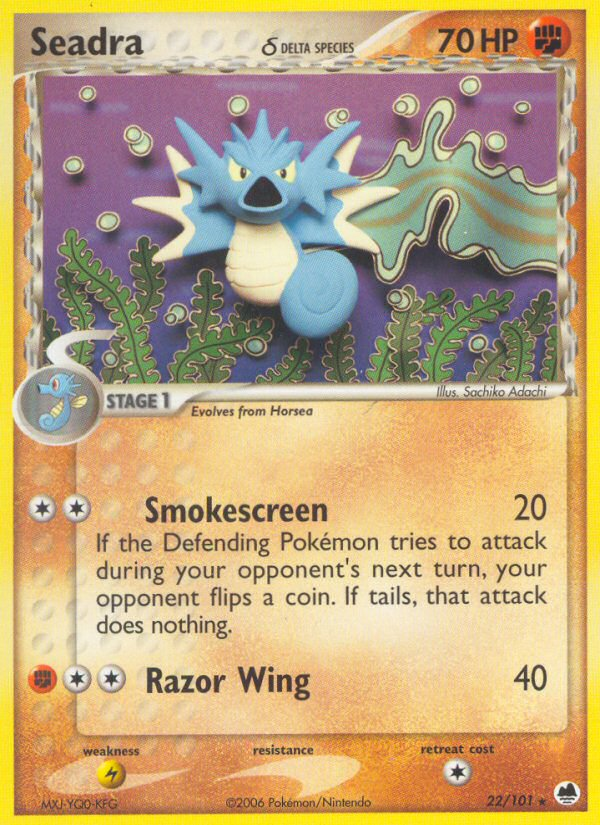 Seadra δ DELTA SPECIES 70 HP
Illus. Sachiko Adachi
STAGE 1
Evolves from Horsea
Smokescreen 20
If the Defending Pokémon tries to attack
during your opponent's next turn, your
opponent flips a coin. If tails, that attack
does nothing.
Razor Wing 40
weakness resistance retreat cost
MXJ-YQ0-KFG ©2006 Pokémon/Nintendo 22/101 ★